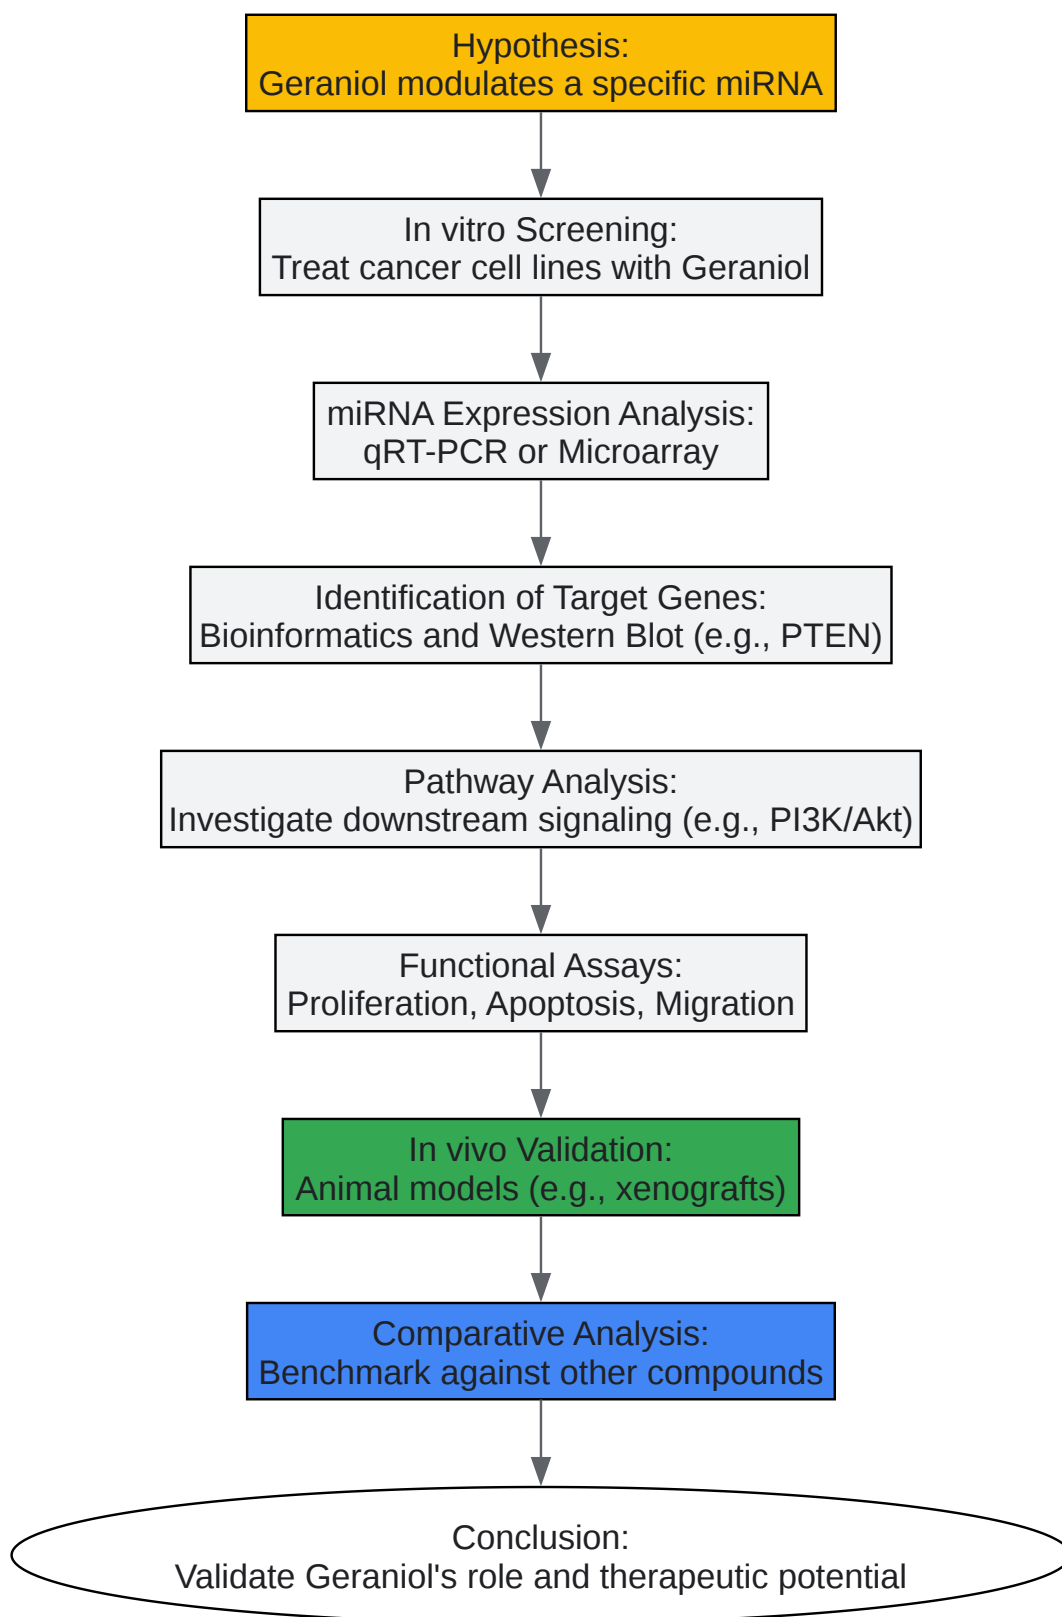 Hypothesis:
Geraniol modulates a specific miRNA
In vitro Screening:
Treat cancer cell lines with Geraniol
miRNA Expression Analysis:
qRT-PCR or Microarray
Identification of Target Genes:
Bioinformatics and Western Blot (e.g., PTEN)
Pathway Analysis:
Investigate downstream signaling (e.g., PI3K/Akt)
Functional Assays:
Proliferation, Apoptosis, Migration
In vivo Validation:
Animal models (e.g., xenografts)
Comparative Analysis:
Benchmark against other compounds
Conclusion:
Validate Geraniol's role and therapeutic potential